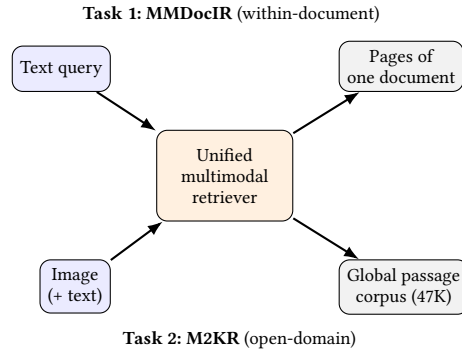 Task 1: MMDocIR (within-document)
Text query
Pages of
one document
Unified
multimodal
retriever
Image
(+ text)
Global passage
corpus (47K)
Task 2: M2KR (open-domain)